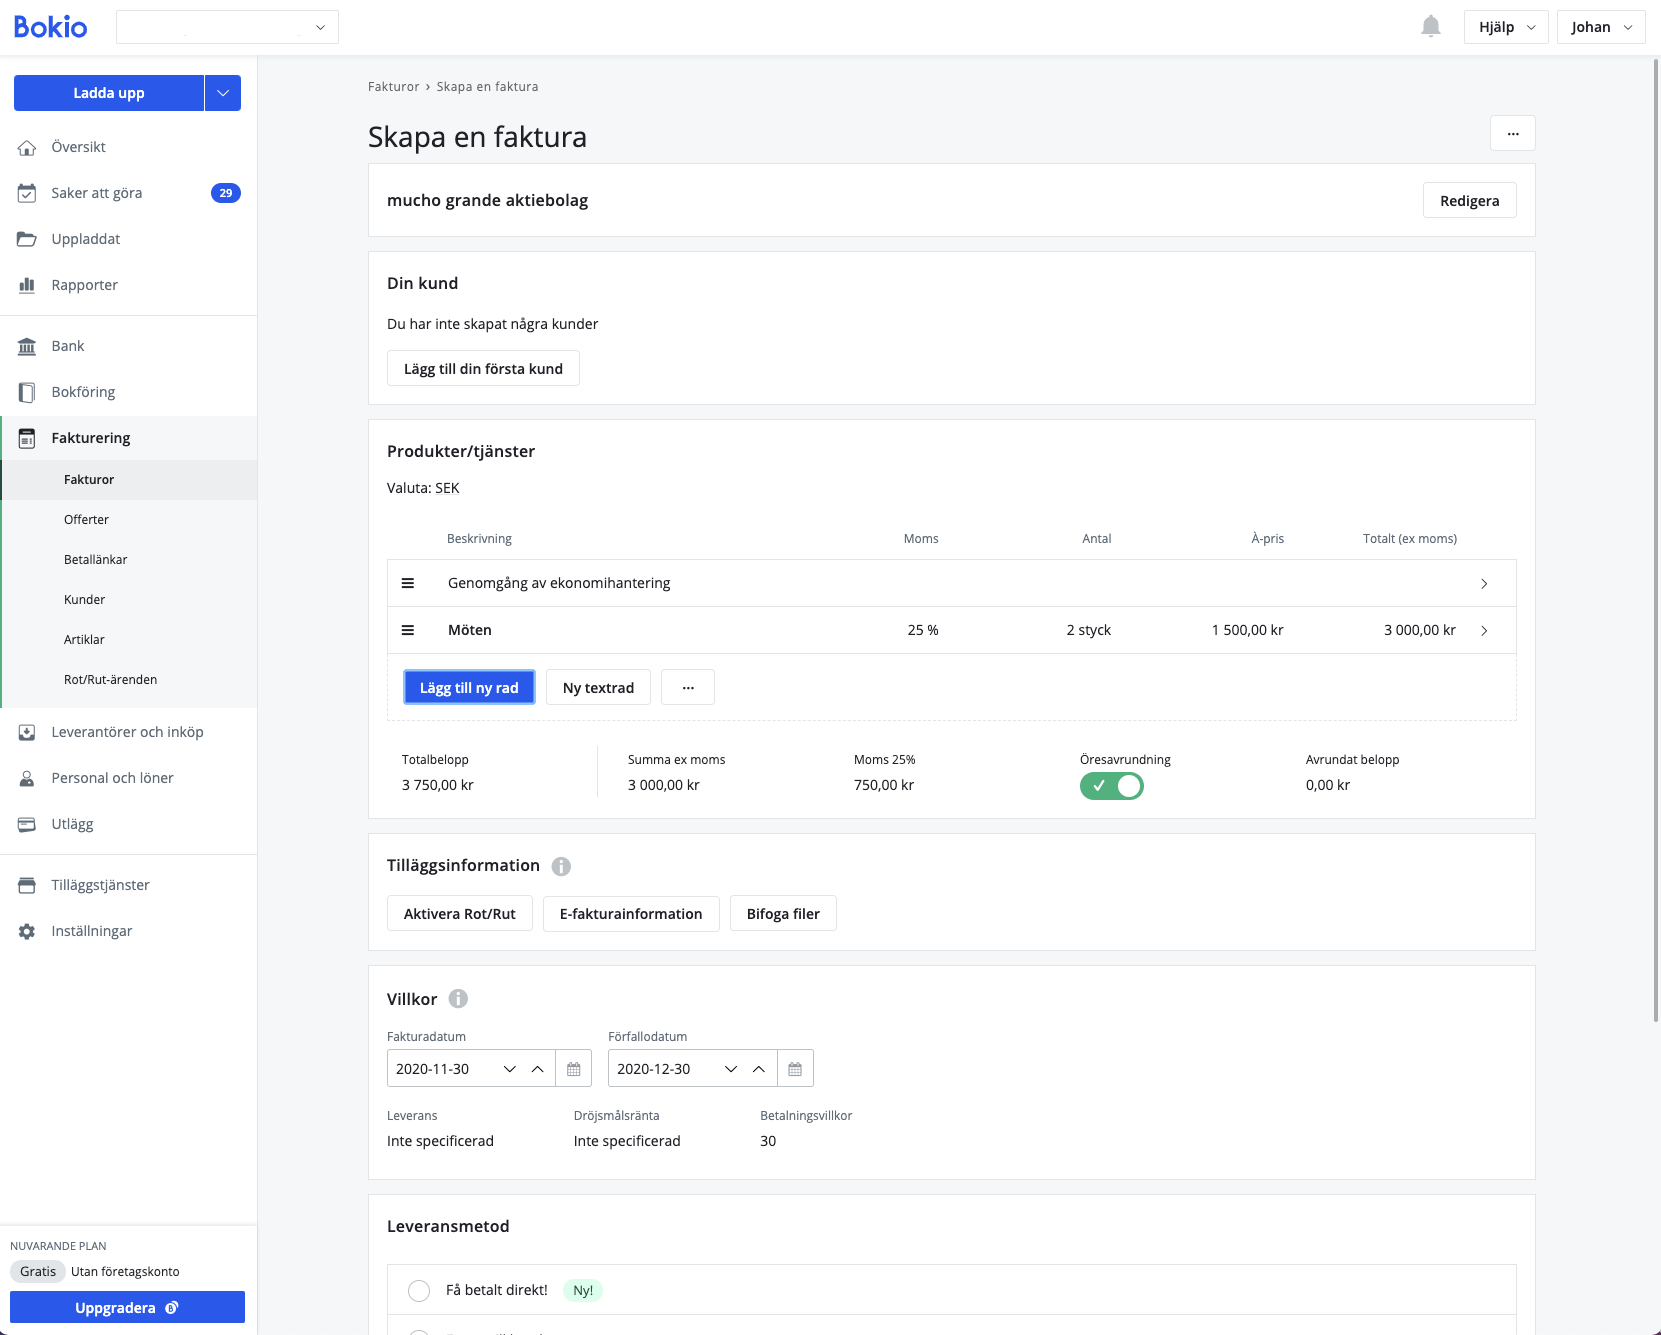 Bokio
Hjälp
Johan
Ladda upp
Översikt
Saker att göra 29
Uppladdat
Rapporter
Bank
Bokföring
Fakturering
Fakturor
Offerter
Betallänkar
Kunder
Artiklar
Rot/Rut-ärenden
Leverantörer och inköp
Personal och löner
Utlägg
Tilläggstjänster
Inställningar
NUVARANDE PLAN
Gratis Utan företagskonto
Uppgradera
Fakturor › Skapa en faktura
Skapa en faktura
...
mucho grande aktiebolag
Redigera
Din kund
Du har inte skapat några kunder
Lägg till din första kund
Produkter/tjänster
Valuta: SEK
Beskrivning Moms Antal À-pris Totalt (ex moms)
Genomgång av ekonomihantering
Möten 25 % 2 styck 1 500,00 kr 3 000,00 kr
Lägg till ny rad Ny textrad ...
Totalbelopp Summa ex moms Moms 25% Öresavrundning Avrundat belopp
3 750,00 kr 3 000,00 kr 750,00 kr 0,00 kr
Tilläggsinformation i
Aktivera Rot/Rut E-fakturainformation Bifoga filer
Villkor i
Fakturadatum Förfallodatum
2020-11-30 2020-12-30
Leverans Dröjsmålsränta Betalningsvillkor
Inte specificerad Inte specificerad 30
Leveransmetod
Få betalt direkt! Ny!